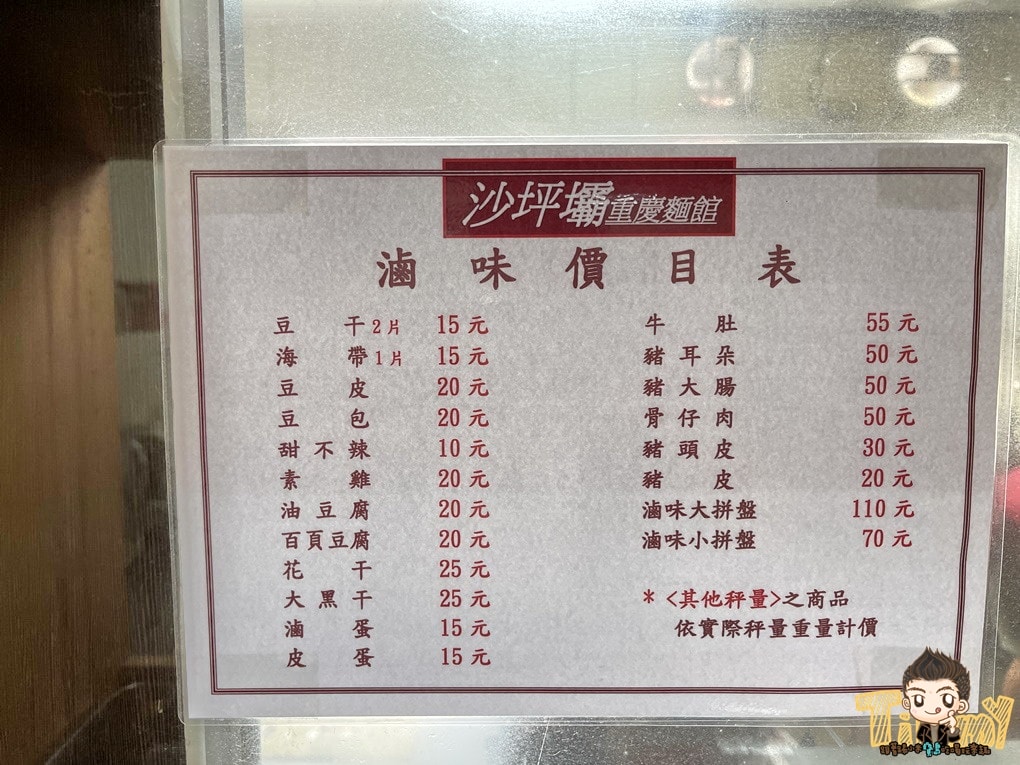 沙坪壩重慶麵館
滷味價目表
豆干2片 15元
海帶1片 15元
豆皮 20元
豆包 20元
甜不辣 10元
素雞 20元
油豆腐 20元
百頁豆腐 20元
花干 25元
大黑干 25元
滷蛋 15元
皮蛋 15元
牛肚 55元
豬耳朵 50元
豬大腸 50元
骨仔肉 50元
豬頭皮 30元
豬皮 20元
滷味大拼盤 110元
滷味小拼盤 70元
* <其他秤量>之商品
依實際秤量重量計價